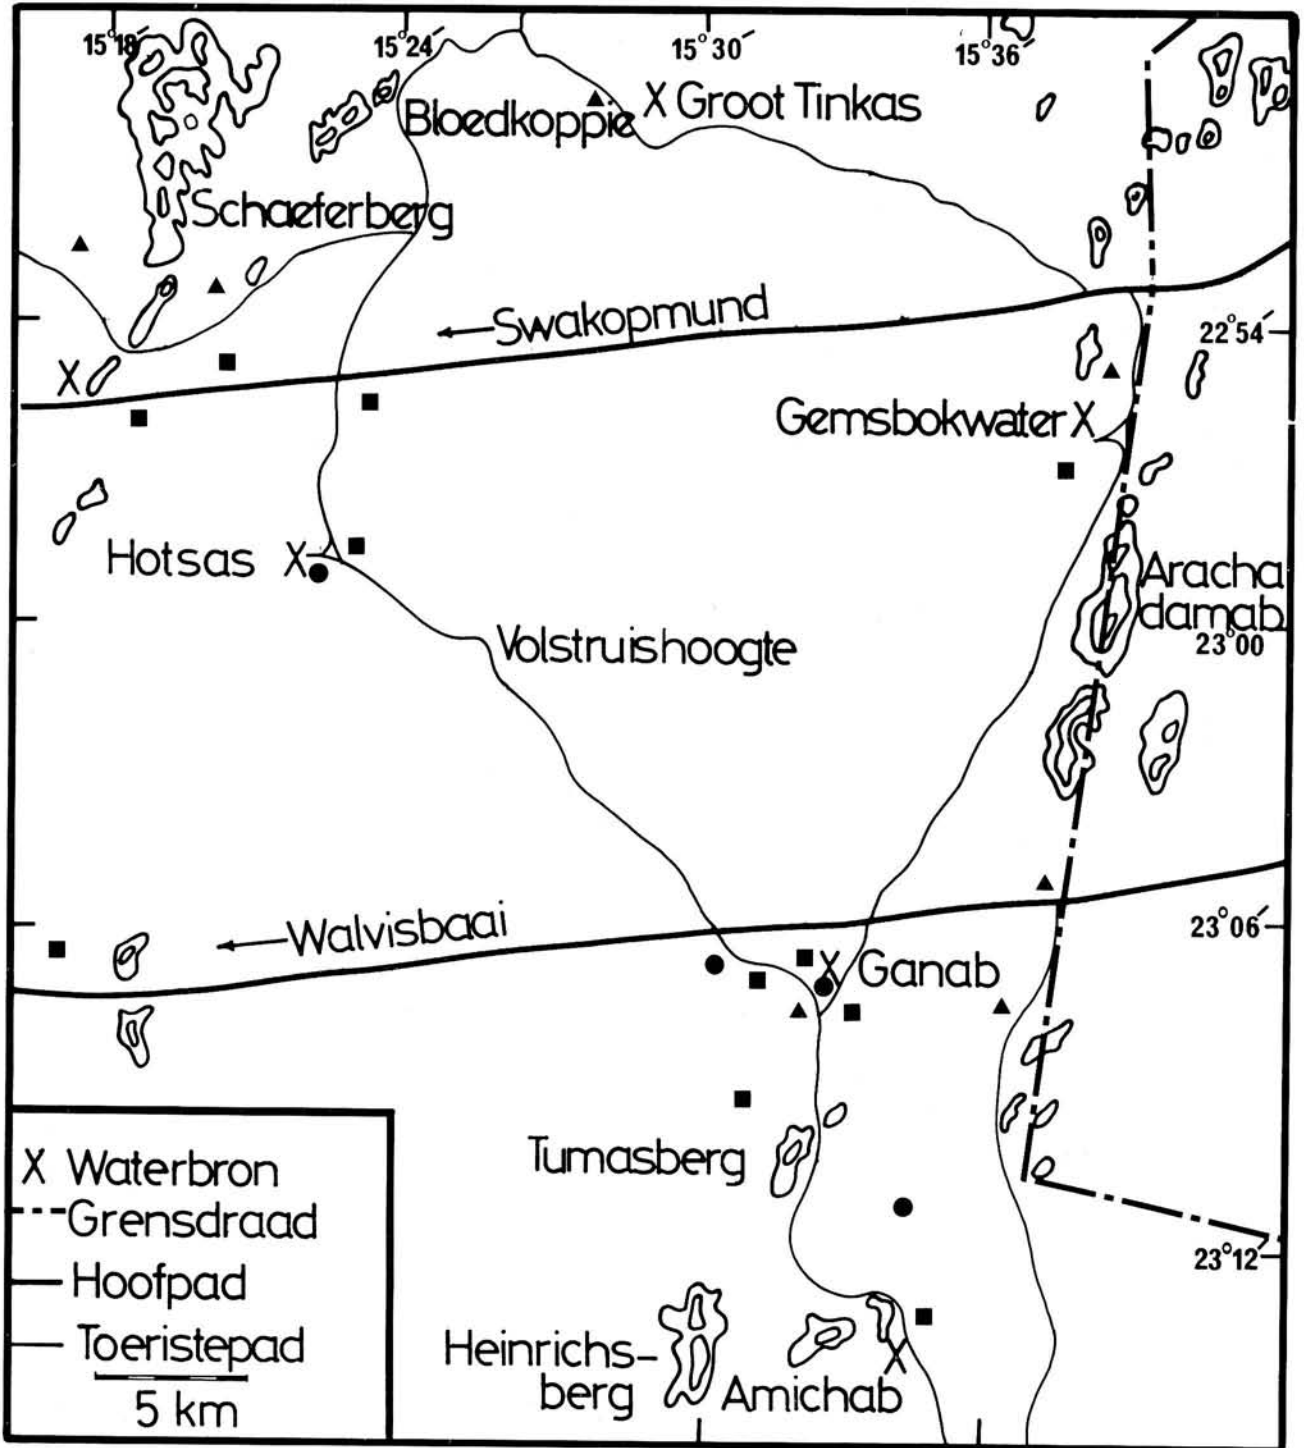 15°18′ 15°24′ 15°30′ 15°36′
Bloedkoppie X Groot Tinkas
Schaeferberg
← Swakopmund
22°54′
X
Gemsbokwater X
Hotsas X
Aracha
damab
Volstruishoogte
23°00
← Walvisbaai
23°06′
X Ganab
Tumasberg
23°12′
Heinrichs-
berg
Amichab
X
X Waterbron
Grensdraad
Hoofpad
Toeristepad
5 km